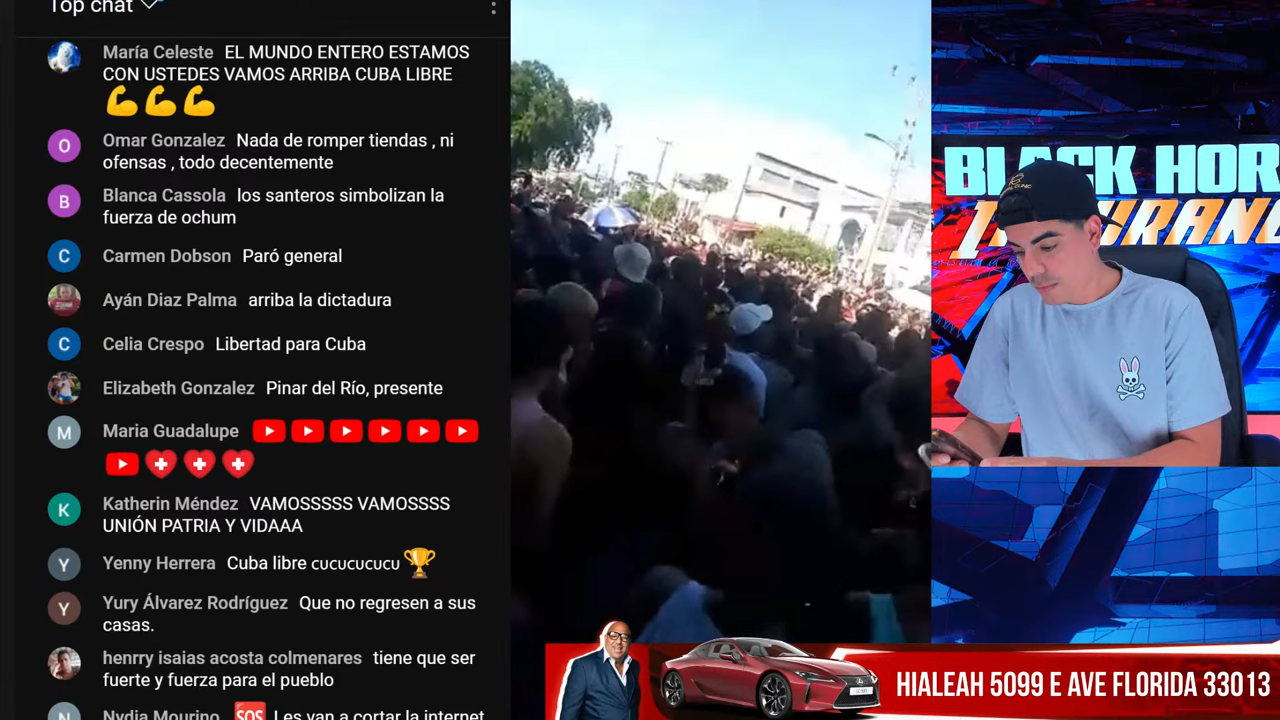 Top chat
María Celeste EL MUNDO ENTERO ESTAMOS
CON USTEDES VAMOS ARRIBA CUBA LIBRE
💪💪💪
Omar Gonzalez Nada de romper tiendas , ni
ofensas , todo decentemente
Blanca Cassola los santeros simbolizan la
fuerza de ochum
Carmen Dobson Paró general
Ayán Diaz Palma arriba la dictadura
Celia Crespo Libertad para Cuba
Elizabeth Gonzalez Pinar del Río, presente
Maria Guadalupe
Katherin Méndez VAMOSSSSS VAMOSSSS
UNIÓN PATRIA Y VIDAAA
Yenny Herrera Cuba libre cucucucucu 🏆
Yury Álvarez Rodríguez Que no regresen a sus
casas.
henrry isaias acosta colmenares tiene que ser
fuerte y fuerza para el pueblo
Nydia Mourino 🆘 Les van a cortar la internet
O
B
C
C
M
K
Y
Y
N
BLACK HOR
HIALEAH 5099 E AVE FLORIDA 33013